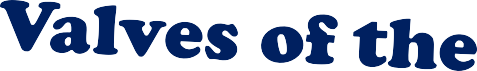 Valves of the